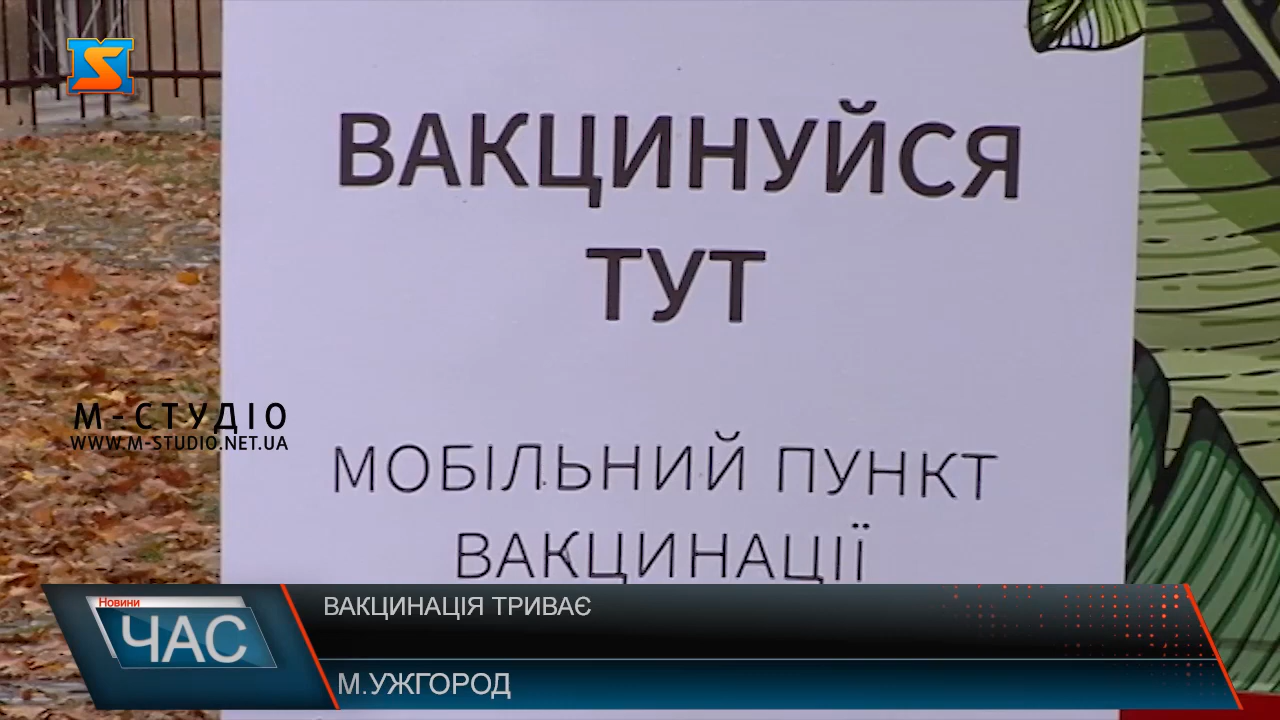 ВАКЦИНУЙСЯ
ТУТ
М-СТУДІО
WWW.M-STUDIO.NET.UA
МОБІЛЬНИЙ ПУНКТ
ВАКЦИНАЦІЇ
Новини
ЧАС
ВАКЦИНАЦІЯ ТРИВАЄ
М.УЖГОРОД